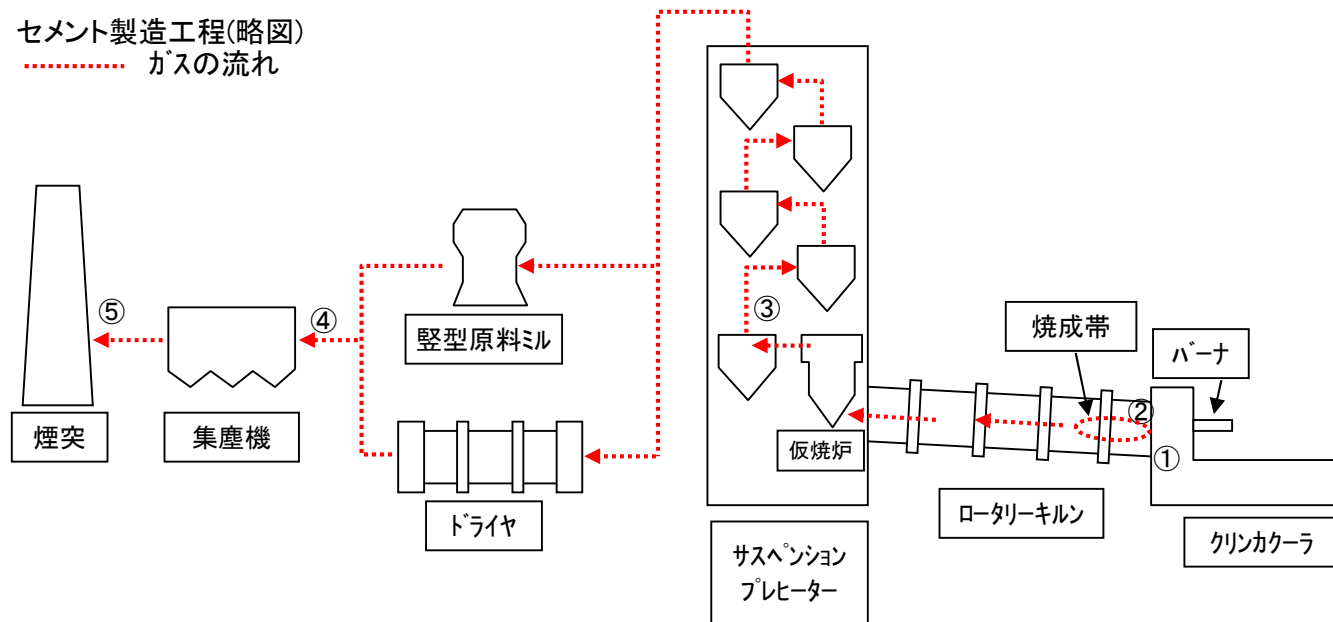 セメント製造工程(略図)
ガスの流れ
⑤
④
③
②
①
焼成帯
バーナ
竪型原料ミル
煙突
集塵機
仮焼炉
ドライヤ
ロータリーキルン
クリンカクーラ
サスペンション
プレヒーター